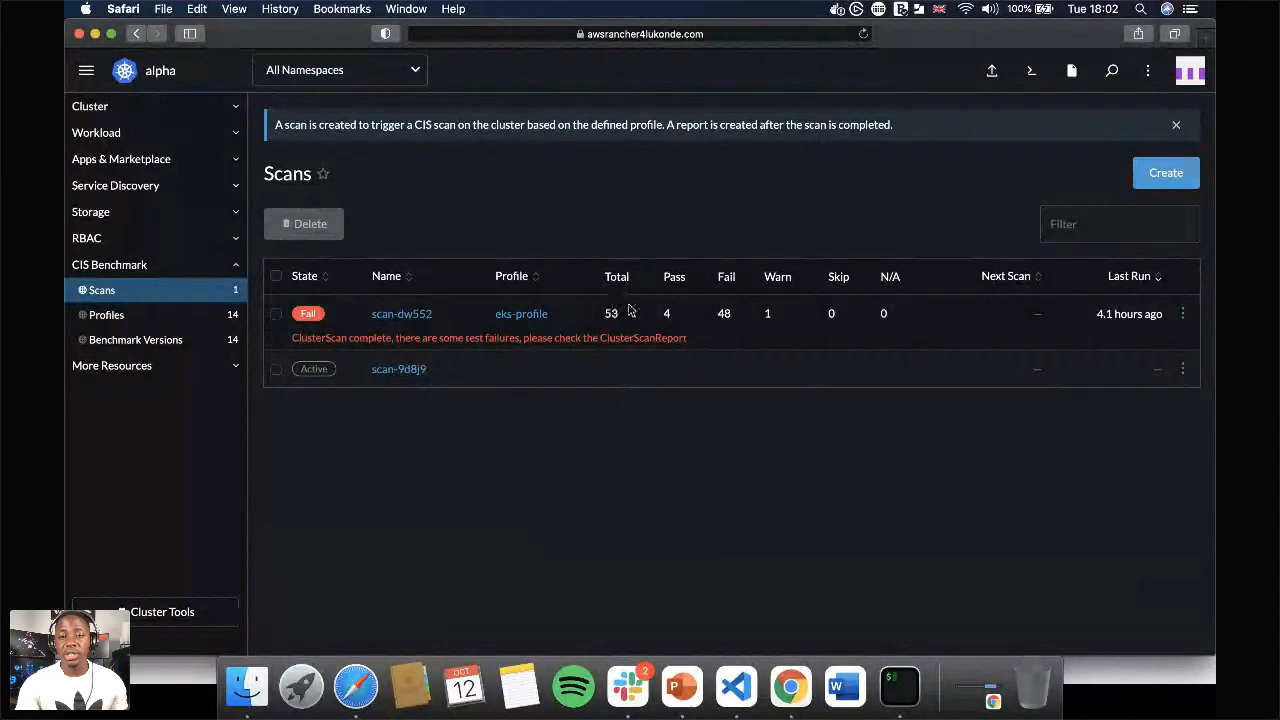 Safari File Edit View History Bookmarks Window Help 100% Tue 18:02
awsrancher4lukonde.com
alpha All Namespaces
Cluster
Workload
Apps & Marketplace
Service Discovery
Storage
RBAC
CIS Benchmark
Scans 1
Profiles 14
Benchmark Versions 14
More Resources
Cluster Tools
A scan is created to trigger a CIS scan on the cluster based on the defined profile. A report is created after the scan is completed.
Scans
Create
Delete
Filter
State Name Profile Total Pass Fail Warn Skip N/A Next Scan Last Run
Fail scan-dw552 eks-profile 53 4 48 1 0 0 — 4.1 hours ago
ClusterScan complete, there are some test failures, please check the ClusterScanReport
Active scan-9d8j9 — —
OCT
12
2
P
W
$